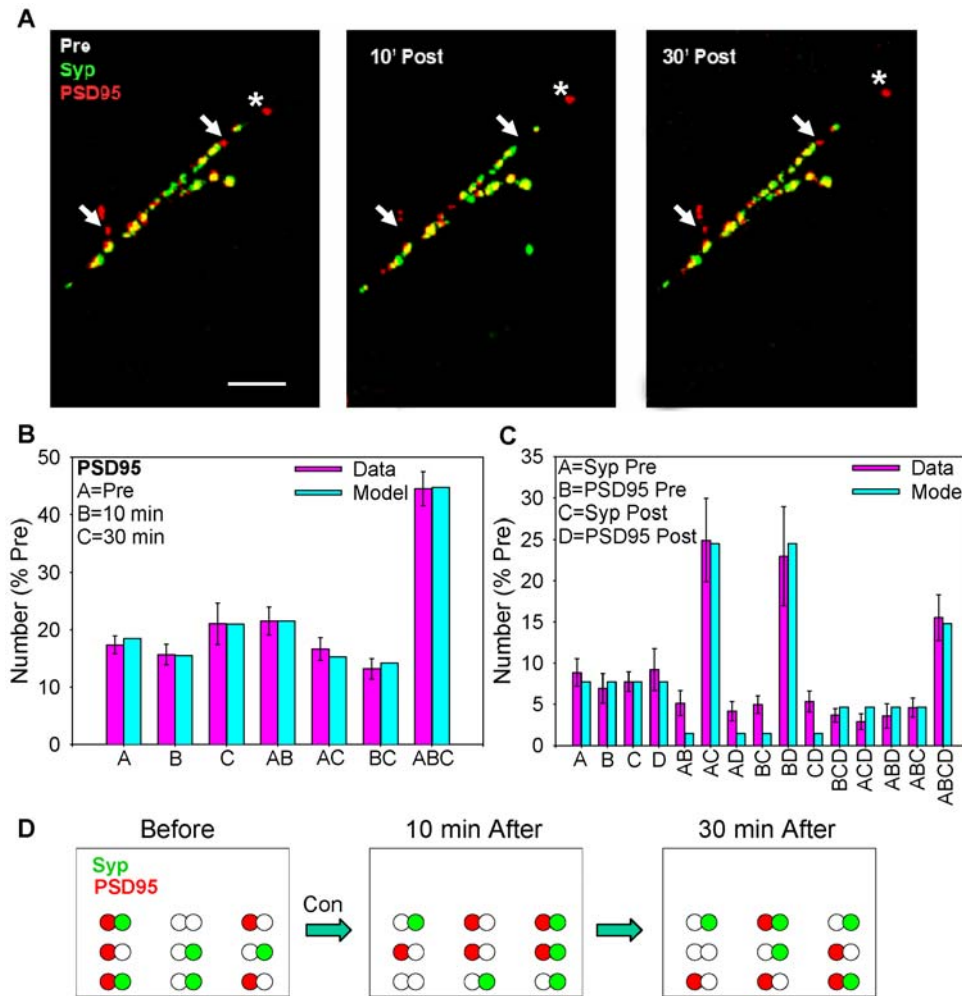 A
Pre
Syp
PSD95
*
10' Post
*
30' Post
*
B
50
40
30
20
10
0
Number (% Pre)
PSD95
A=Pre
B=10 min
C=30 min
Data
Model
A B C AB AC BC ABC
C
35
30
25
20
15
10
5
0
Number (% Pre)
A=Syp Pre
B=PSD95 Pre
C=Syp Post
D=PSD95 Post
Data
Mode
A B C D AB AC AD BC BD CD BCD ACD ABD ABC ABCD
D
Before
10 min After
30 min After
Syp
PSD95
Con